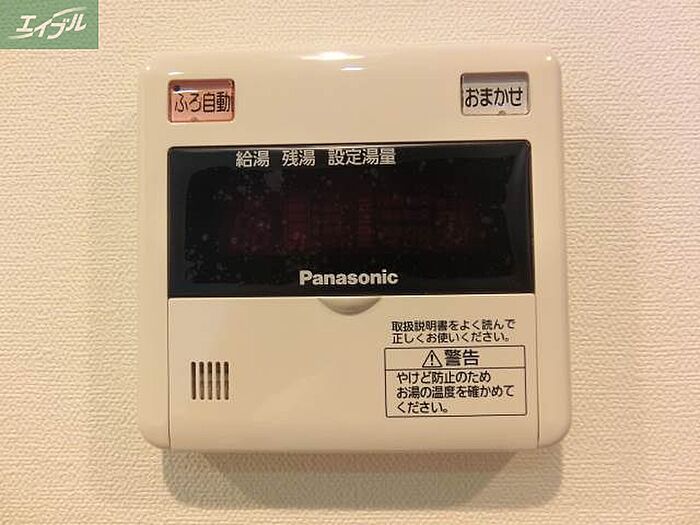 エイブル
ふろ自動
おまかせ
給湯 残湯 設定湯量
Panasonic
取扱説明書をよく読んで
正しくお使いください。
警告
やけど防止のため
お湯の温度を確かめて
ください。